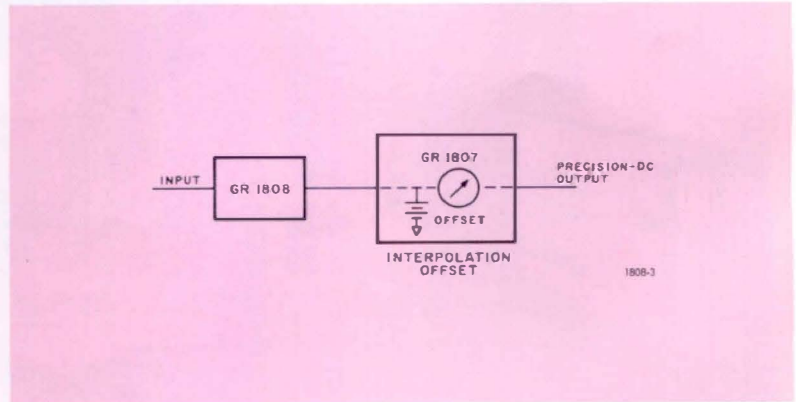 INPUT
GR 1808
GR 1807
OFFSET
INTERPOLATION
OFFSET
PRECISION-DC
OUTPUT
1808-3